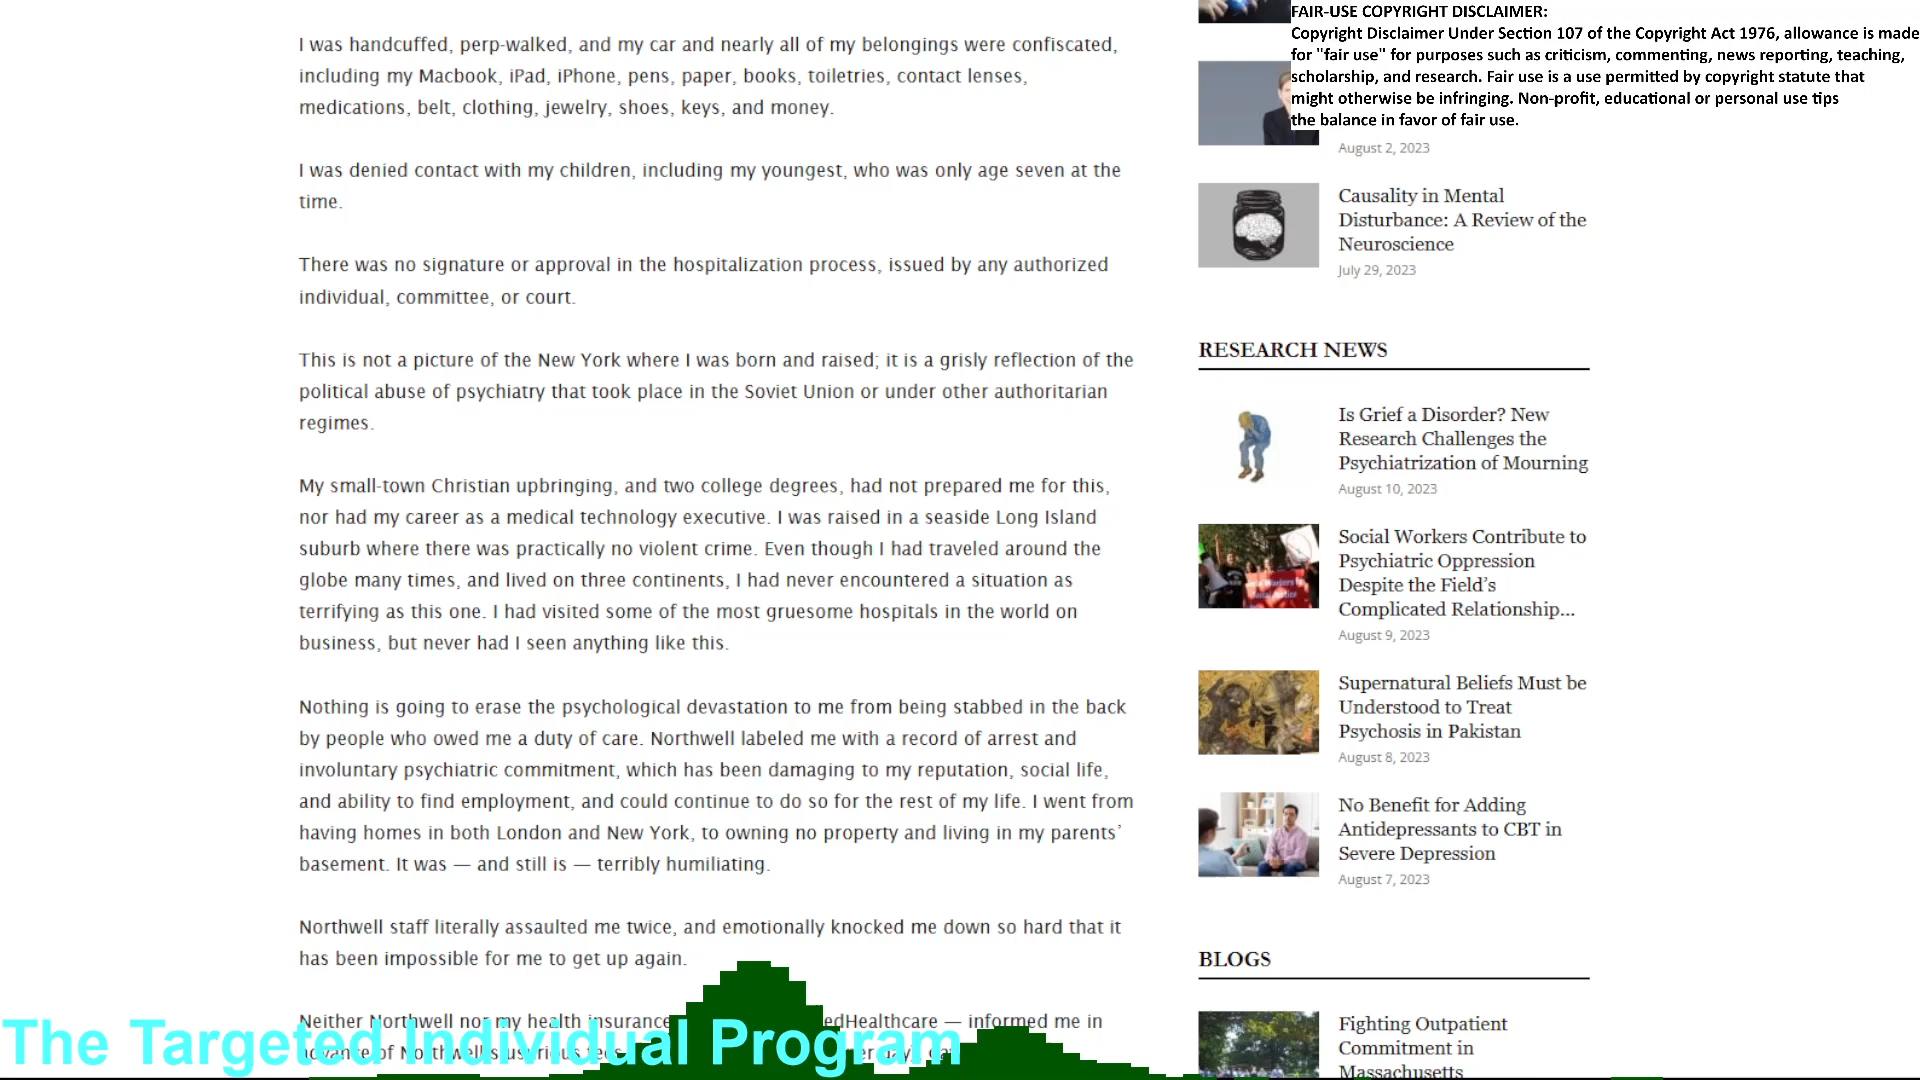 I was handcuffed, perp-walked, and my car and nearly all of my belongings were confiscated,
including my Macbook, iPad, iPhone, pens, paper, books, toiletries, contact lenses,
medications, belt, clothing, jewelry, shoes, keys, and money.
I was denied contact with my children, including my youngest, who was only age seven at the
time.
There was no signature or approval in the hospitalization process, issued by any authorized
individual, committee, or court.
This is not a picture of the New York where I was born and raised; it is a grisly reflection of the
political abuse of psychiatry that took place in the Soviet Union or under other authoritarian
regimes.
My small-town Christian upbringing, and two college degrees, had not prepared me for this,
nor had my career as a medical technology executive. I was raised in a seaside Long Island
suburb where there was practically no violent crime. Even though I had traveled around the
globe many times, and lived on three continents, I had never encountered a situation as
terrifying as this one. I had visited some of the most gruesome hospitals in the world on
business, but never had I seen anything like this.
Nothing is going to erase the psychological devastation to me from being stabbed in the back
by people who owed me a duty of care. Northwell labeled me with a record of arrest and
involuntary psychiatric commitment, which has been damaging to my reputation, social life,
and ability to find employment, and could continue to do so for the rest of my life. I went from
having homes in both London and New York, to owning no property and living in my parents’
basement. It was — and still is — terribly humiliating.
Northwell staff literally assaulted me twice, and emotionally knocked me down so hard that it
has been impossible for me to get up again.
Neither Northwell nor my health insurance edHealthcare — informed me in
advance of Northwell's usurious fees
The Targeted Individual Program
FAIR-USE COPYRIGHT DISCLAIMER:
Copyright Disclaimer Under Section 107 of the Copyright Act 1976, allowance is made
for "fair use" for purposes such as criticism, commenting, news reporting, teaching,
scholarship, and research. Fair use is a use permitted by copyright statute that
might otherwise be infringing. Non-profit, educational or personal use tips
the balance in favor of fair use.
August 2, 2023
Causality in Mental
Disturbance: A Review of the
Neuroscience
July 29, 2023
RESEARCH NEWS
Is Grief a Disorder? New
Research Challenges the
Psychiatrization of Mourning
August 10, 2023
Social Workers Contribute to
Psychiatric Oppression
Despite the Field’s
Complicated Relationship...
August 9, 2023
Supernatural Beliefs Must be
Understood to Treat
Psychosis in Pakistan
August 8, 2023
No Benefit for Adding
Antidepressants to CBT in
Severe Depression
August 7, 2023
BLOGS
Fighting Outpatient
Commitment in
Massachusetts